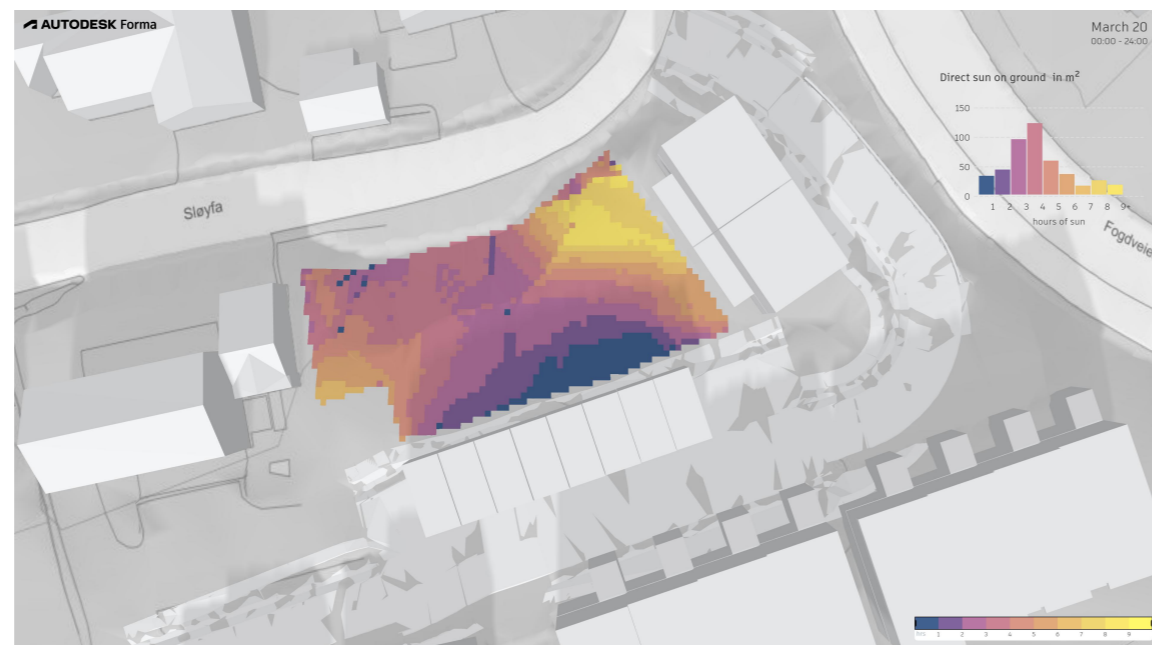 AUTODESK Forma
March 20
00:00 - 24:00
Direct sun on ground in m²
150
100
50
0
1 2 3 4 5 6 7 8 9+
hours of sun
Sløyfa
Fogdveie
1 2 3 4 5 6 7 8 9